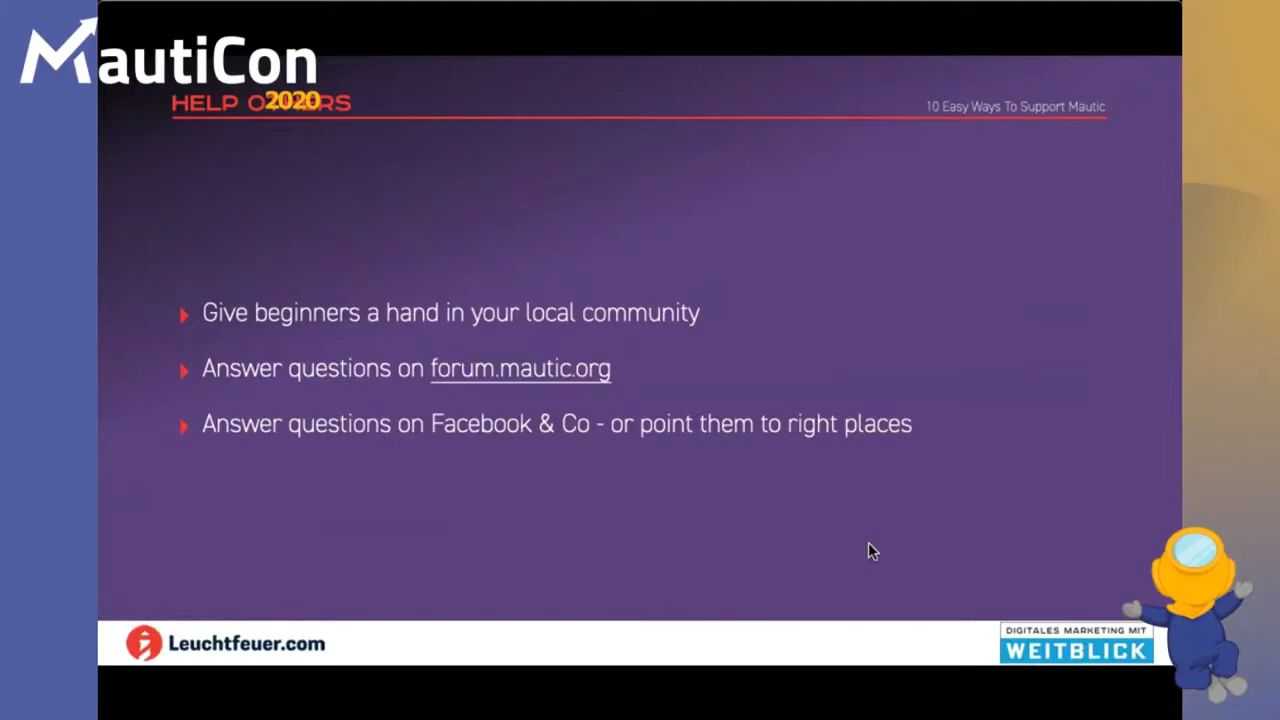 MautiCon
2020
HELP OTHERS
10 Easy Ways To Support Mautic
Give beginners a hand in your local community
Answer questions on forum.mautic.org
Answer questions on Facebook & Co - or point them to right places
Leuchtfeuer.com
DIGITALES MARKETING MIT
WEITBLICK